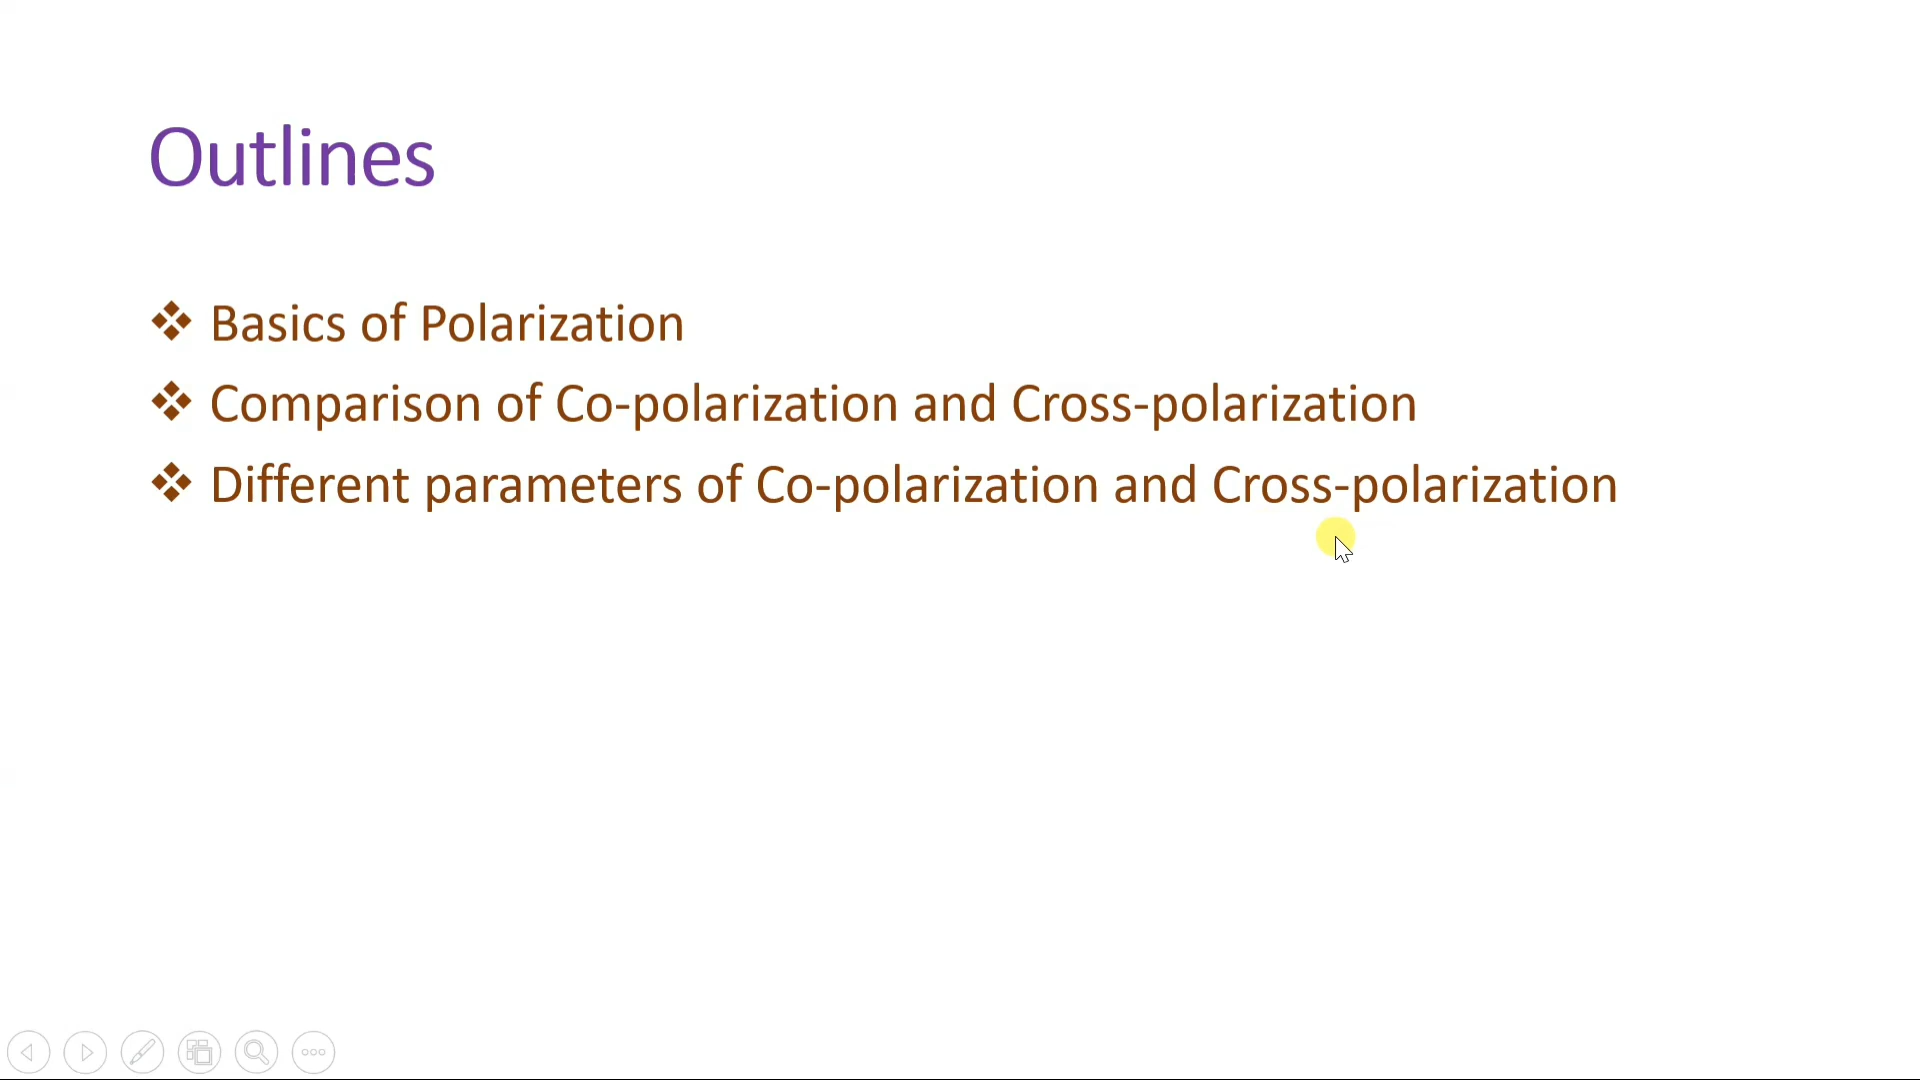 Outlines
❖ Basics of Polarization
❖ Comparison of Co-polarization and Cross-polarization
❖ Different parameters of Co-polarization and Cross-polarization